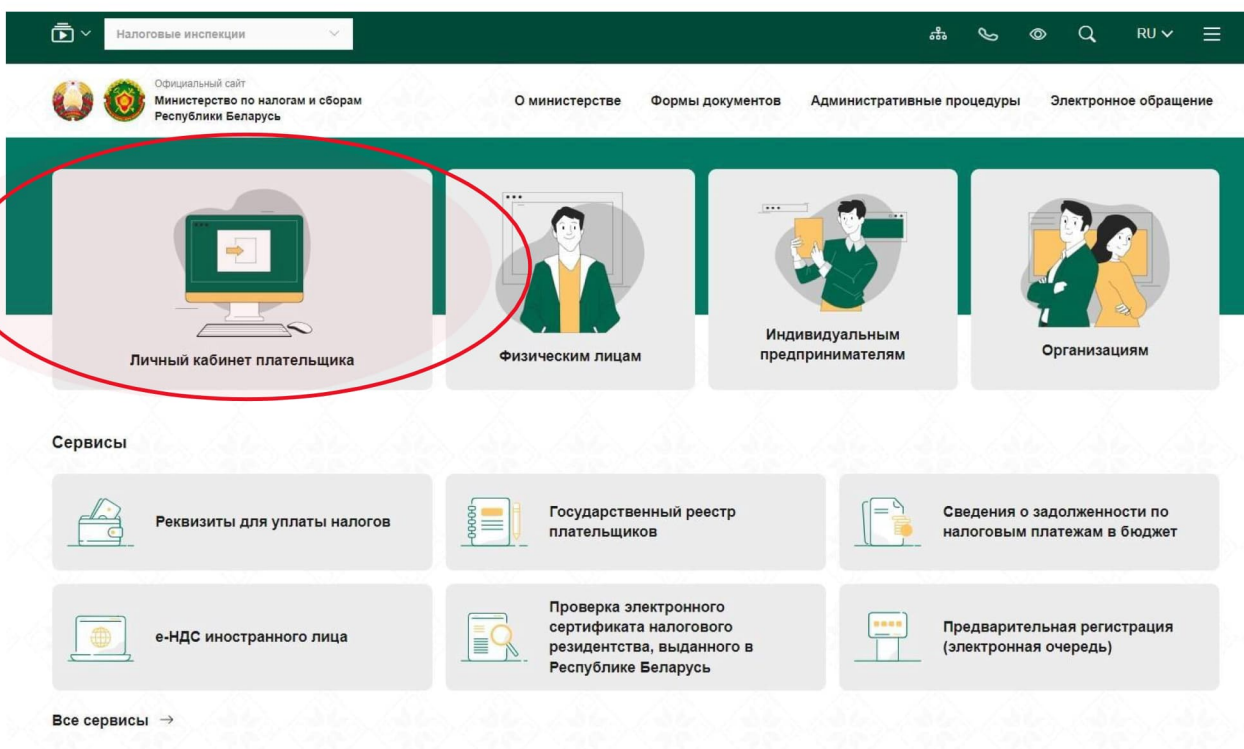 Налоговые инспекции
RU
Официальный сайт
Министерство по налогам и сборам
Республики Беларусь
О министерстве
Формы документов
Административные процедуры
Электронное обращение
Личный кабинет плательщика
Физическим лицам
Индивидуальным
предпринимателям
Организациям
Сервисы
Реквизиты для уплаты налогов
Государственный реестр
плательщиков
Сведения о задолженности по
налоговым платежам в бюджет
е-НДС иностранного лица
Проверка электронного
сертификата налогового
резидентства, выданного в
Республике Беларусь
Предварительная регистрация
(электронная очередь)
Все сервисы →